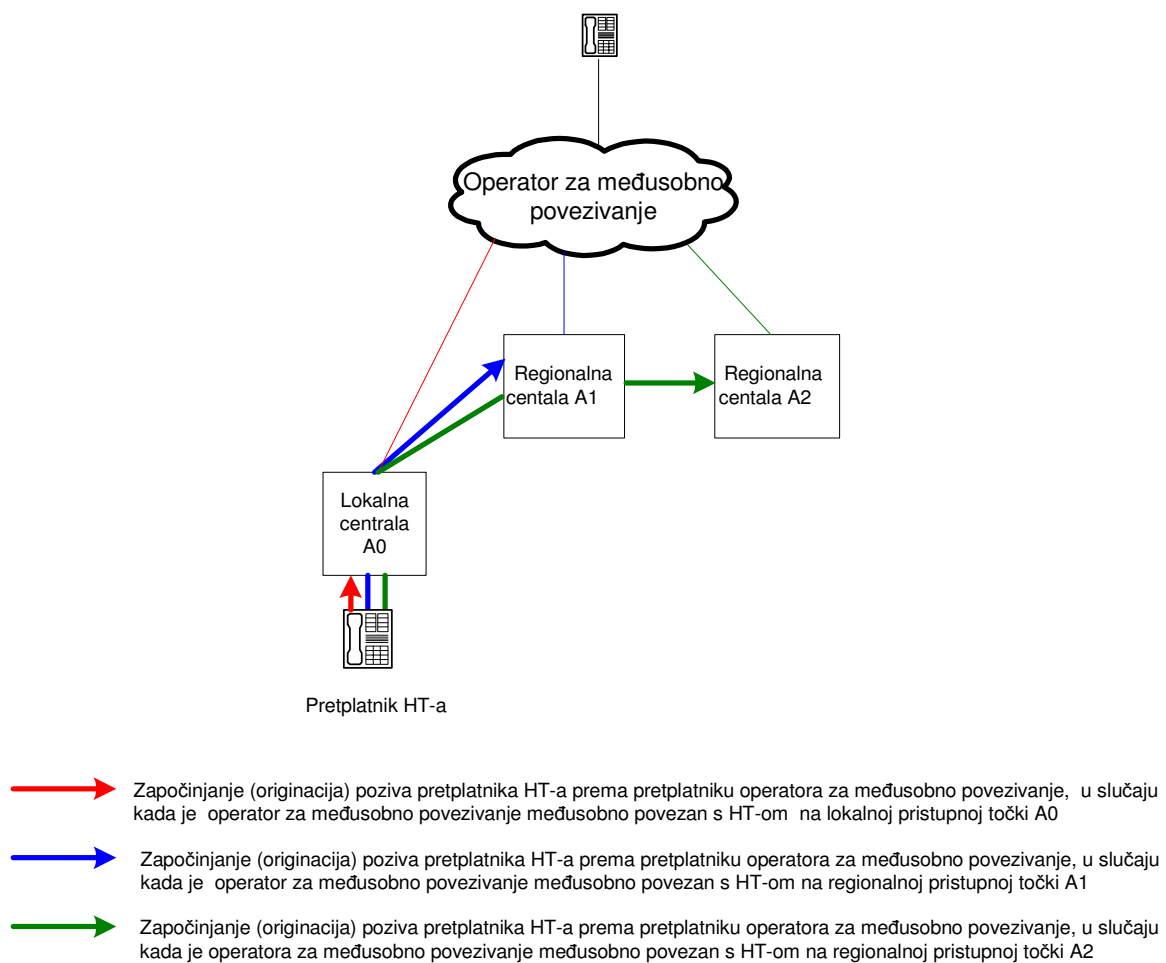 Operator za međusobno
povezivanje
Regionalna
centala A1
Regionalna
centala A2
Lokalna
centrala
A0
Pretplatnik HT-a
Započinjanje (originacija) poziva pretplatnika HT-a prema pretplatniku operatora za međusobno povezivanje, u slučaju
kada je operator za međusobno povezivanje međusobno povezan s HT-om na lokalnoj pristupnoj točki A0
Započinjanje (originacija) poziva pretplatnika HT-a prema pretplatniku operatora za međusobno povezivanje, u slučaju
kada je operator za međusobno povezivanje međusobno povezan s HT-om na regionalnoj pristupnoj točki A1
Započinjanje (originacija) poziva pretplatnika HT-a prema pretplatniku operatora za međusobno povezivanje, u slučaju
kada je operatora za međusobno povezivanje međusobno povezan s HT-om na regionalnoj pristupnoj točki A2